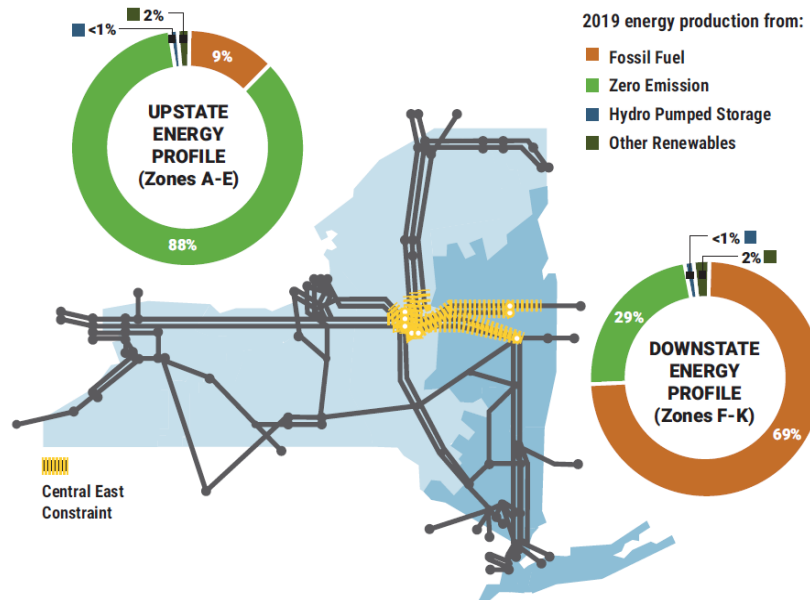 2%
<1%
9%
UPSTATE
ENERGY
PROFILE
(Zones A-E)
88%
2019 energy production from:
Fossil Fuel
Zero Emission
Hydro Pumped Storage
Other Renewables
<1%
2%
29%
DOWNSTATE
ENERGY
PROFILE
(Zones F-K)
69%
Central East
Constraint